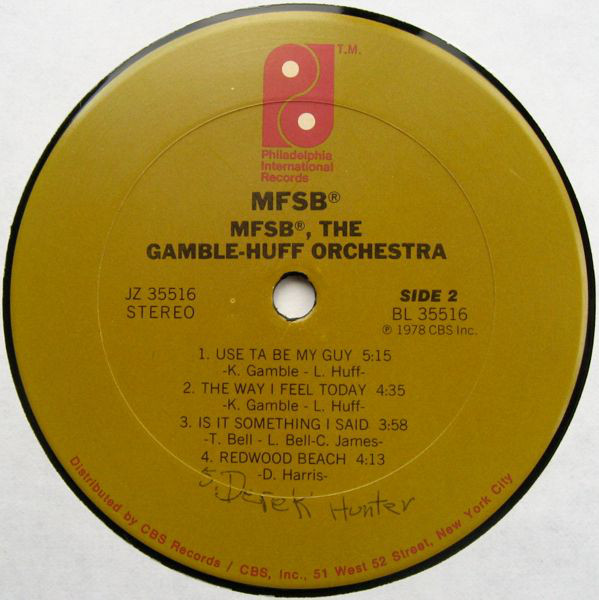 T.M.
Philadelphia
International
Records
MFSB®
MFSB®, THE
GAMBLE-HUFF ORCHESTRA
JZ 35516
STEREO
SIDE 2
BL 35516
℗ 1978 CBS Inc.
1. USE TA BE MY GUY 5:15
-K. Gamble - L. Huff-
2. THE WAY I FEEL TODAY 4:35
-K. Gamble - L. Huff-
3. IS IT SOMETHING I SAID 3:58
-T. Bell - L. Bell-C. James-
4. REDWOOD BEACH 4:13
-D. Harris-
5. Derek Hunter
Distributed by CBS Records / CBS, Inc., 51 West 52 Street, New York City